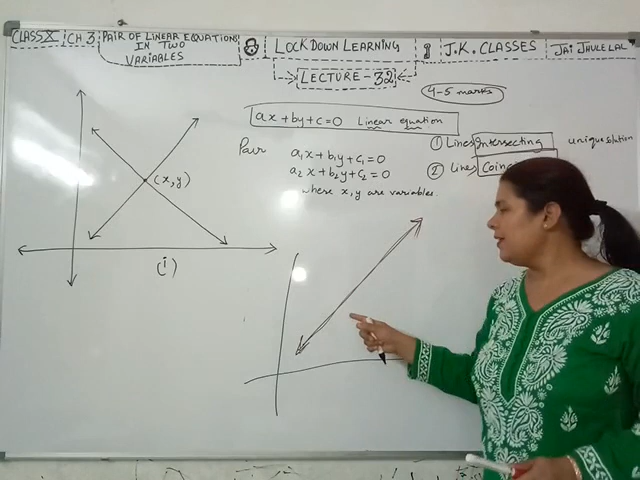 CLASS X CH.3 PAIR OF LINEAR EQUATIONS IN TWO VARIABLES
LOCKDOWN LEARNING
J.K. CLASSES
JAI JHULELAL
LECTURE-32
4-5 marks
ax+by+c=0 Linear equation
Pair
a₁x+b₁y+c₁=0
a₂x+b₂y+c₂=0
where x,y are variables.
① Lines Intersecting unique solution
② Lines
(x,y)
(i)